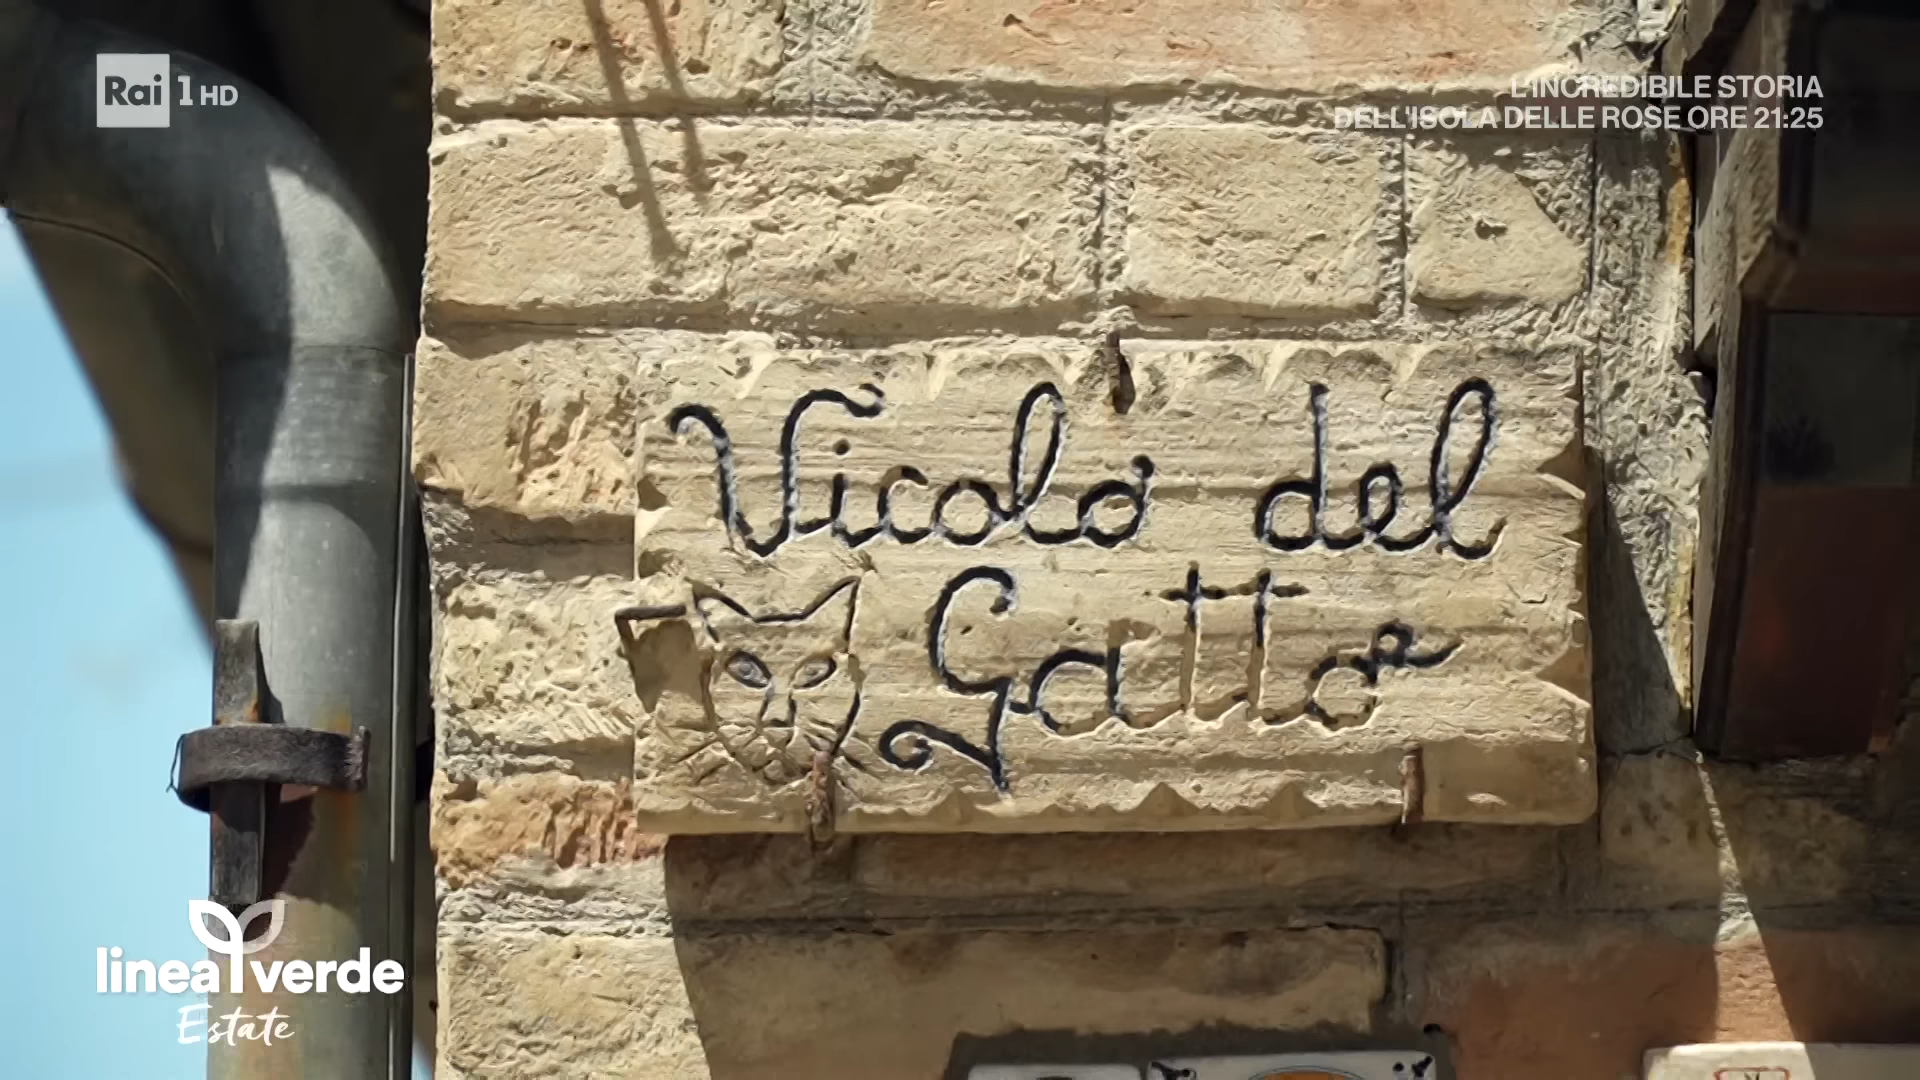 Rai 1 HD
L'INCREDIBILE STORIA
DELL'ISOLA DELLE ROSE ORE 21:25
Vicolo del
Gatto
linea verde
Estate